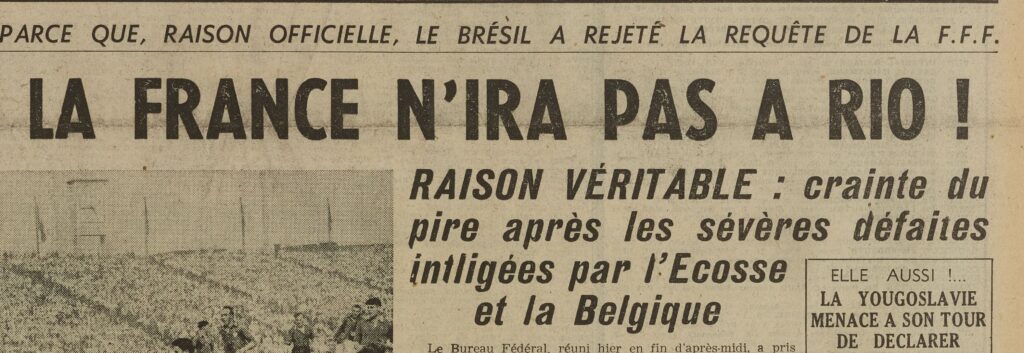 PARCE QUE, RAISON OFFICIELLE, LE BRÉSIL A REJETÉ LA REQUÊTE DE LA F.F.F.
LA FRANCE N'IRA PAS A RIO !
RAISON VÉRITABLE : crainte du
pire après les sévères défaites
intligées par l'Ecosse
et la Belgique
Le Bureau Fédéral, réuni hier en fin d'après-midi, a pris
ELLE AUSSI !...
LA YOUGOSLAVIE
MENACE A SON TOUR
DE DECLARER